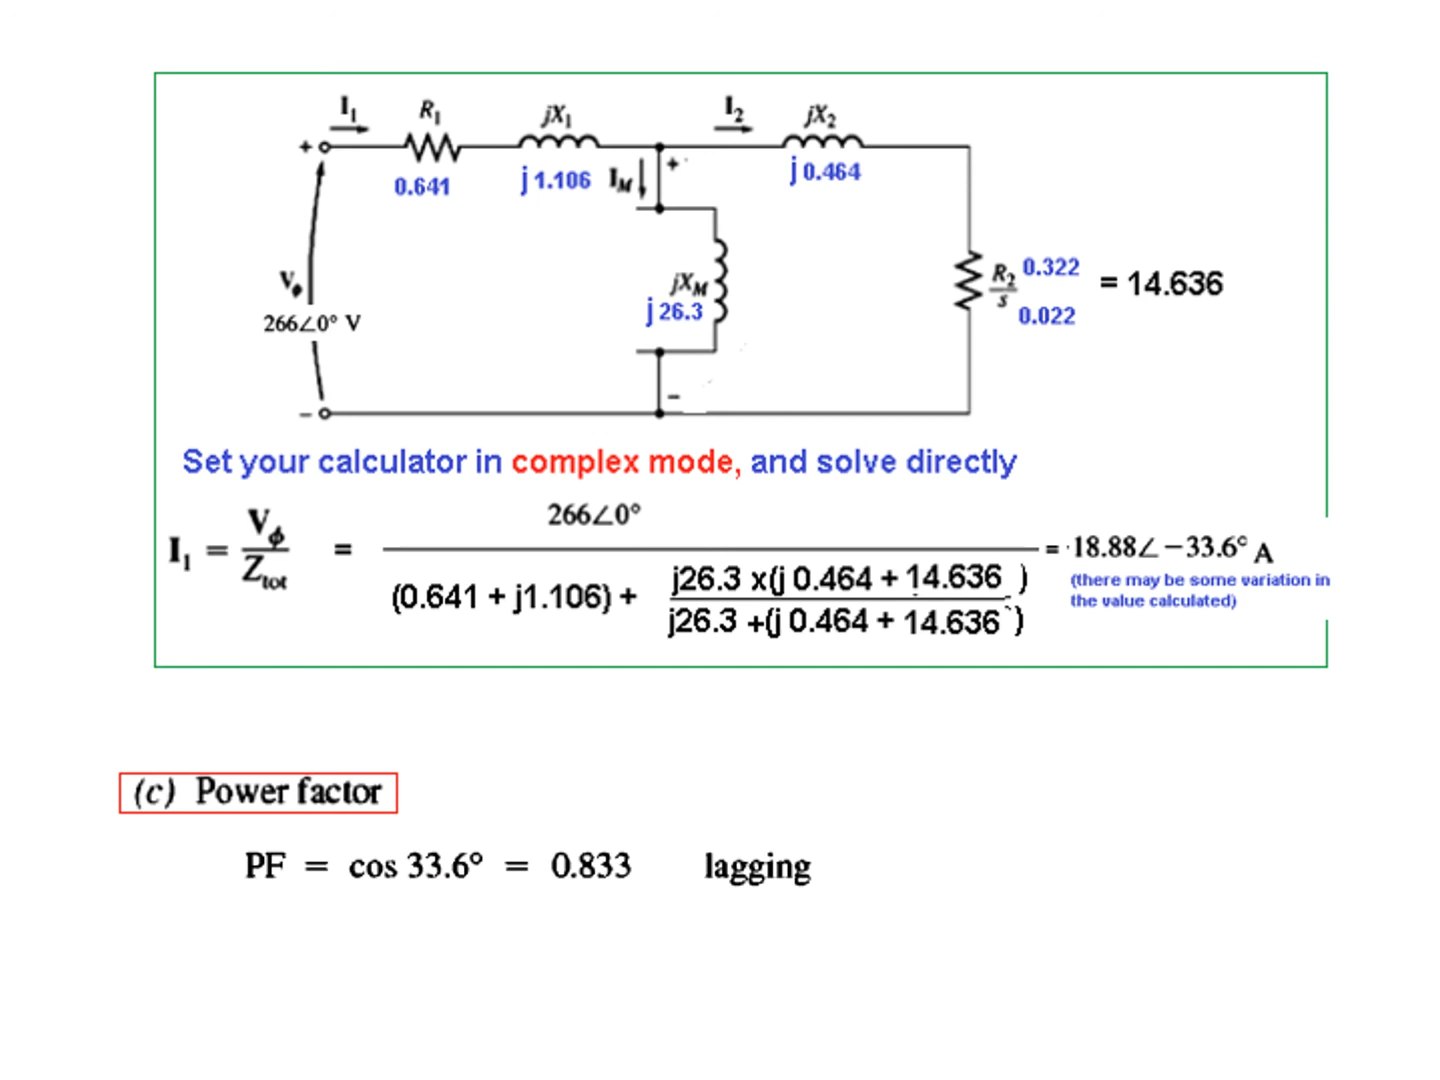 I₁ R₁ jX₁ I₂ jX₂
+ 0.641 j 1.106 I_M + j 0.464
V_ϕ jX_M R₂ 0.322 = 14.636
s 0.022
266∠0° V j 26.3
– –
Set your calculator in complex mode, and solve directly
266∠0°
I₁ = V_ϕ / Z_tot = = 18.88∠−33.6° A
(0.641 + j1.106) + j26.3 x(j 0.464 + 14.636 )
j26.3 +(j 0.464 + 14.636 )
(there may be some variation in
the value calculated)
(c) Power factor
PF = cos 33.6° = 0.833 lagging